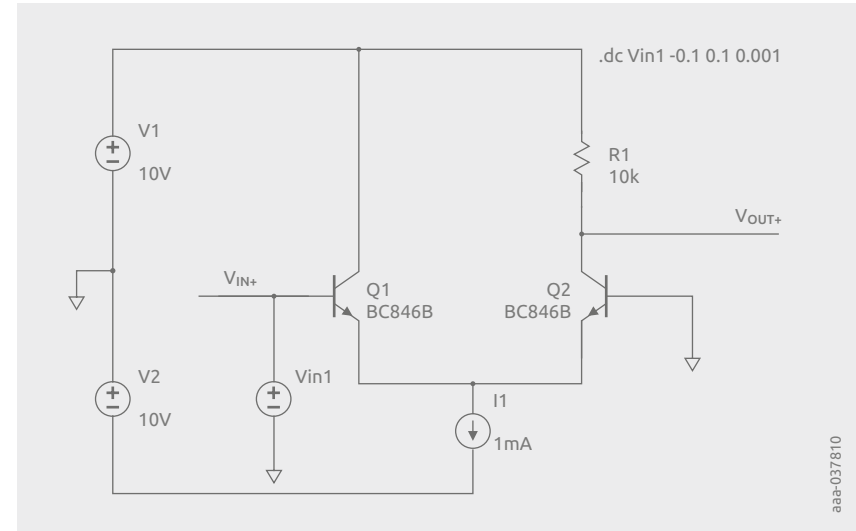 .dc Vin1 -0.1 0.1 0.001
V1
10V
R1
10k
VOUT+
VIN+
Q1
BC846B
Q2
BC846B
V2
10V
Vin1
I1
1mA
aaa-037810